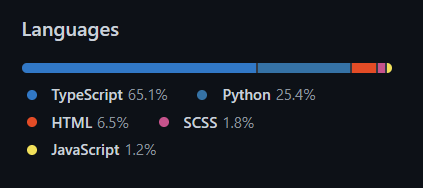 Languages
TypeScript 65.1% Python 25.4%
HTML 6.5% SCSS 1.8%
JavaScript 1.2%